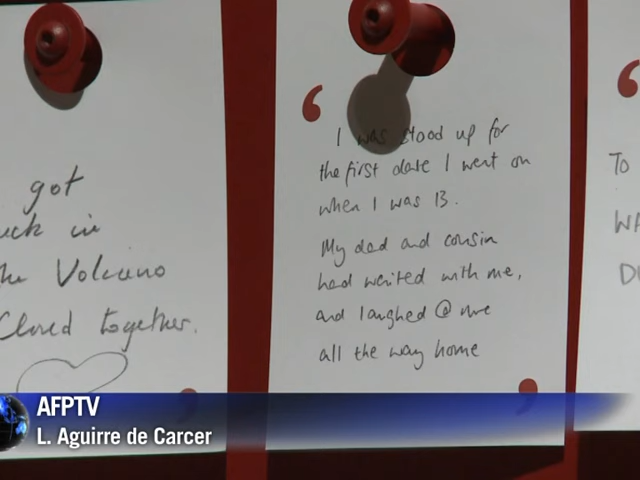 got
in
Volcano
Cloud together.
I was stood up for
the first date I went on
when I was 13.
My dad and cousin
had waited with me,
and laughed @ me
all the way home
TO
AFPTV
L. Aguirre de Carcer